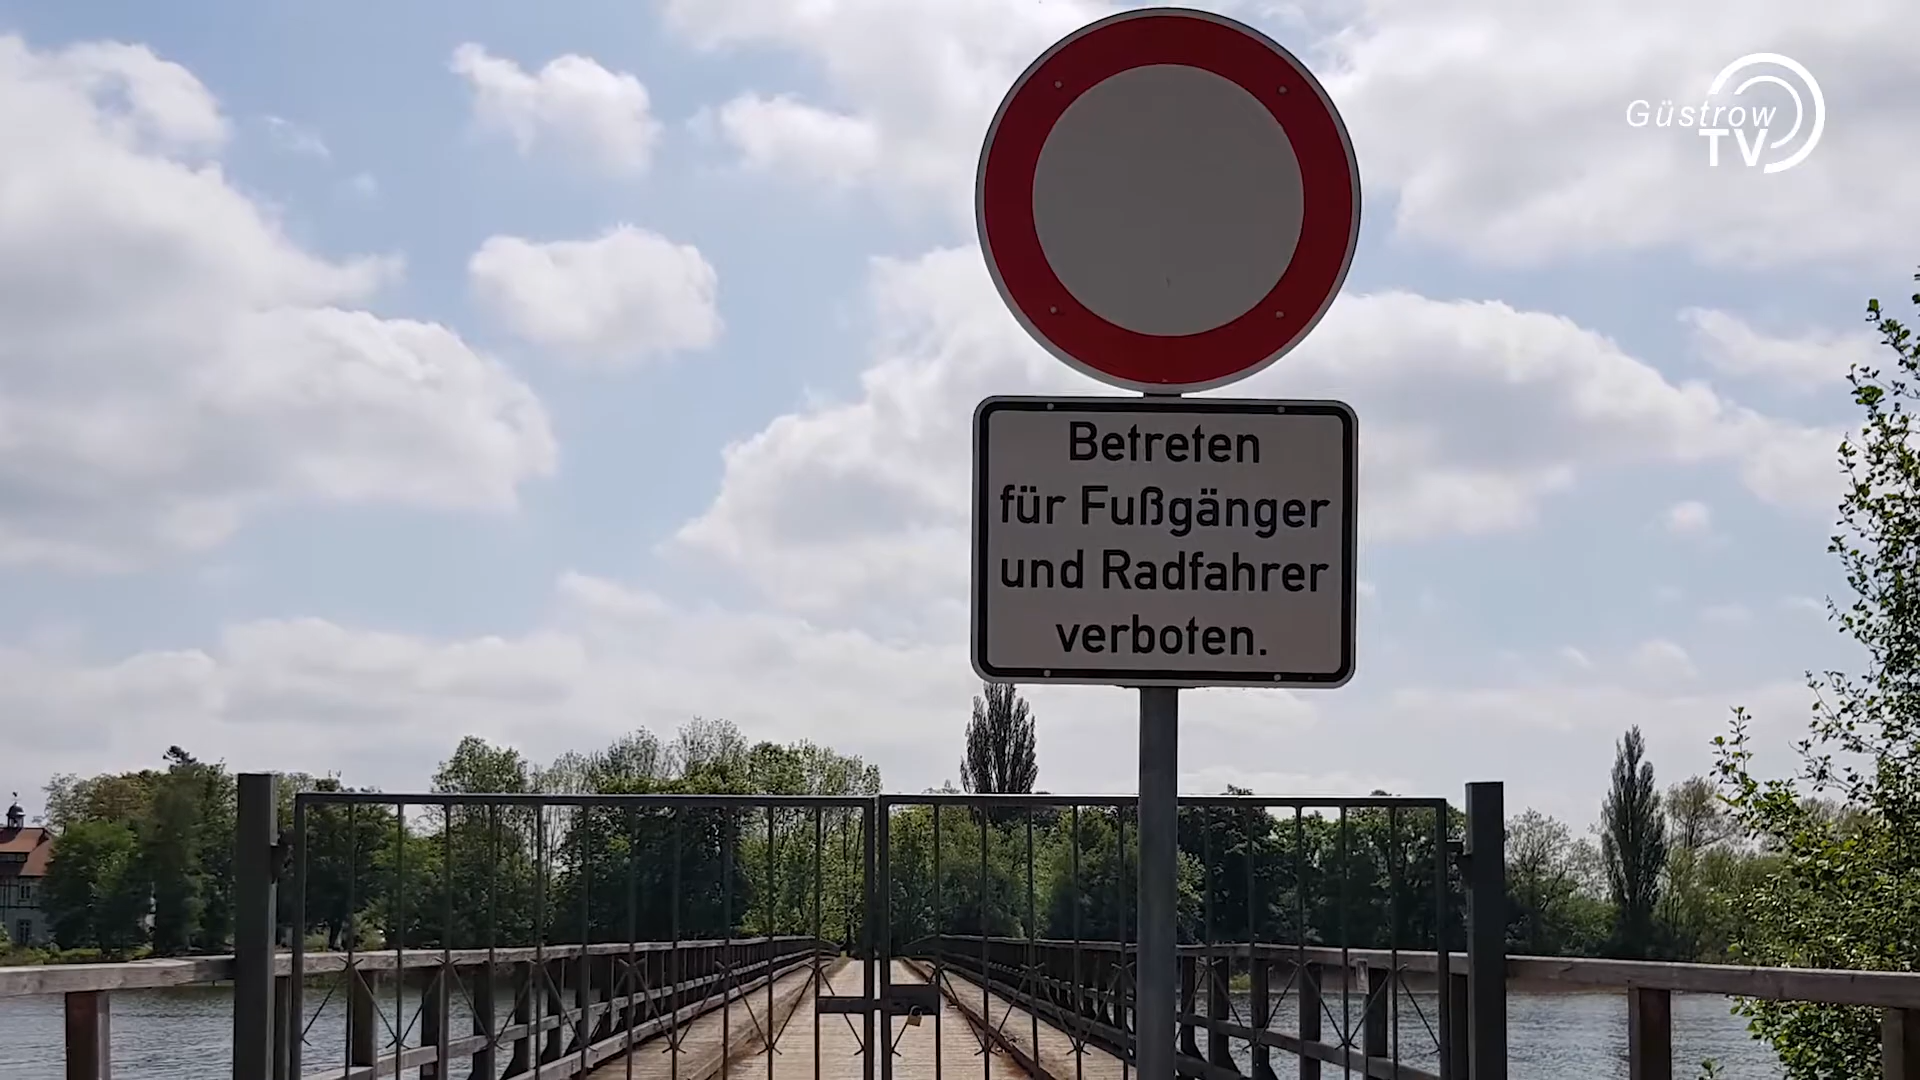 Güstrow
TV
Betreten
für Fußgänger
und Radfahrer
verboten.